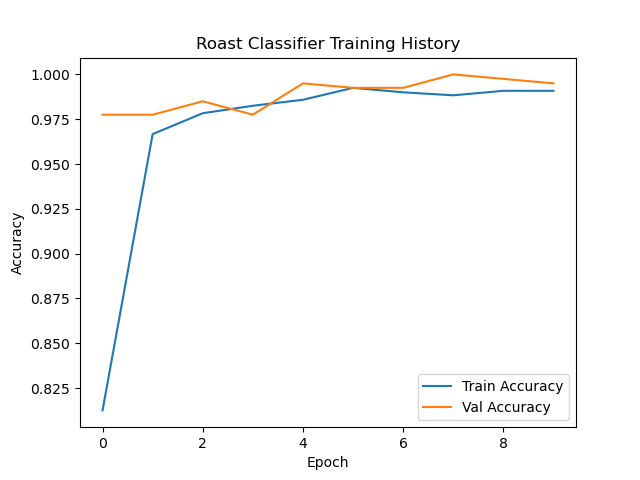 Roast Classifier Training History
1.000
0.975
0.950
0.925
0.900
0.875
0.850
0.825
Accuracy
0 2 4 6 8
Epoch
Train Accuracy
Val Accuracy